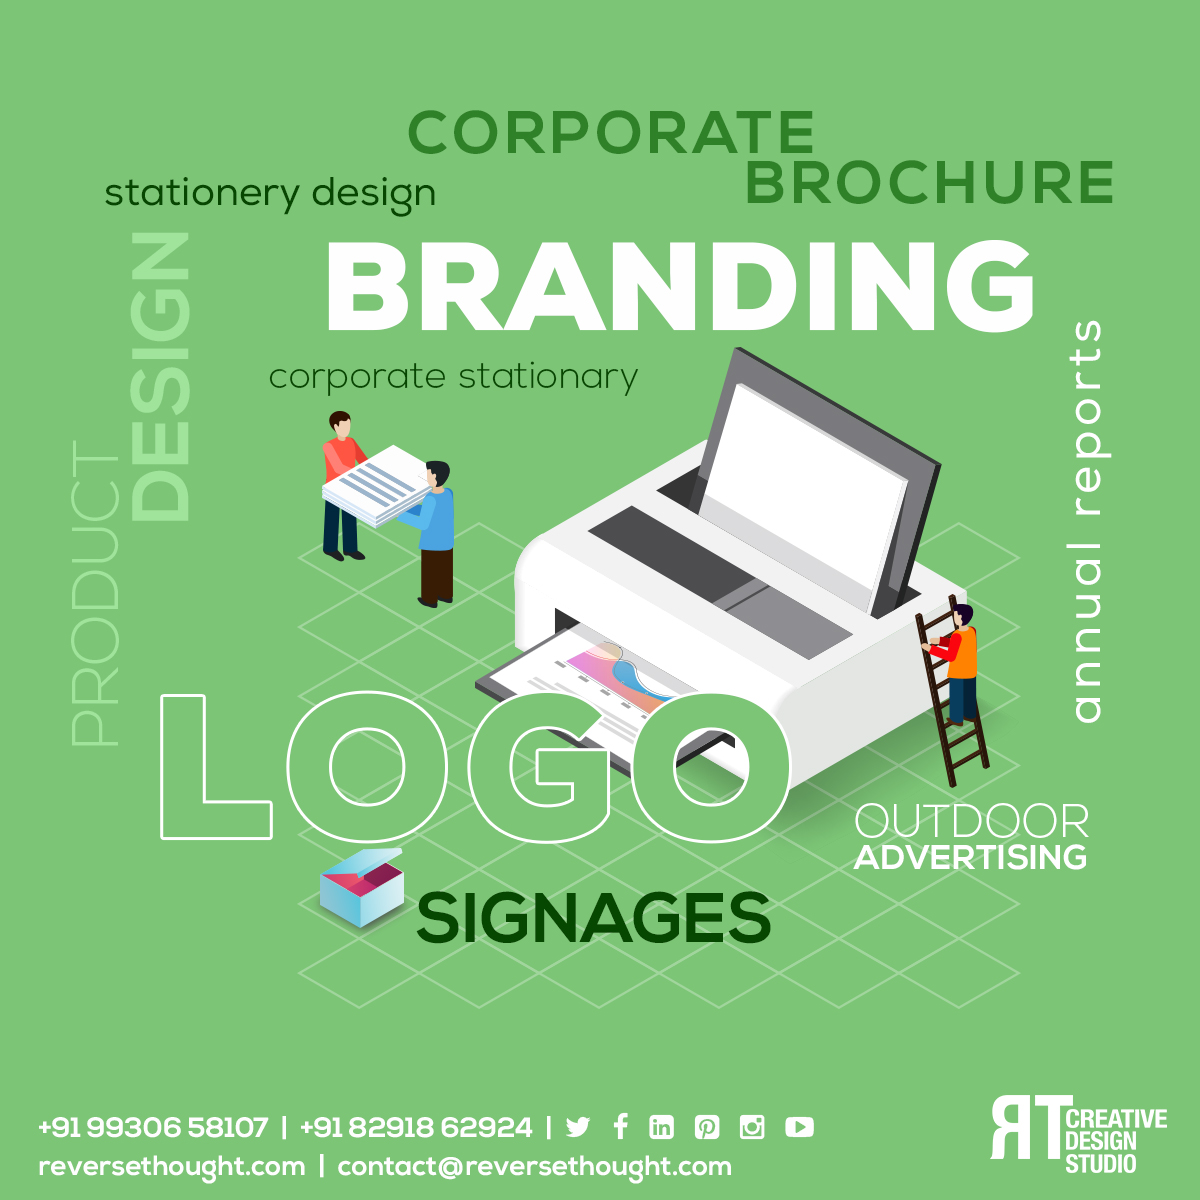 CORPORATE
BROCHURE
stationery design
BRANDING
corporate stationary
PRODUCT
DESIGN
annual reports
LOGO
OUTDOOR
ADVERTISING
SIGNAGES
+91 99306 58107 | +91 82918 62924 |
reversethought.com | contact@reversethought.com
RT CREATIVE
DESIGN
STUDIO